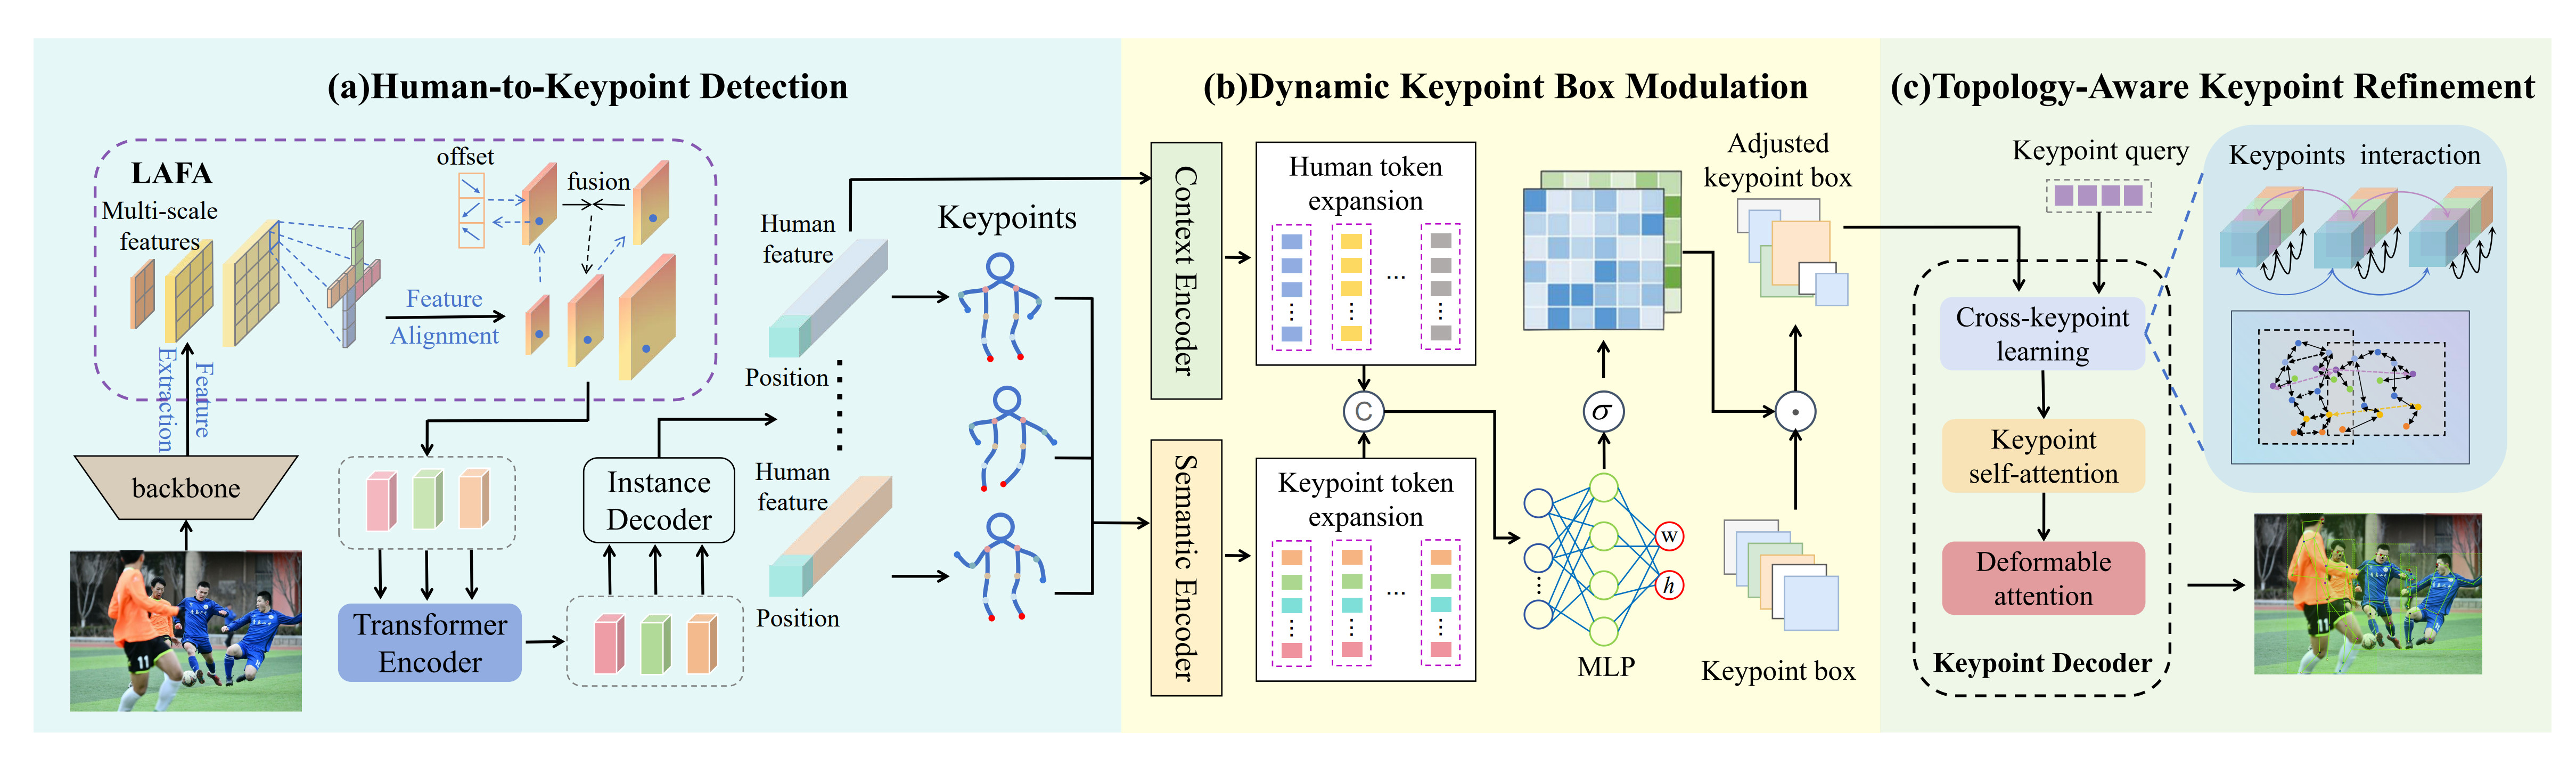 (a)Human-to-Keypoint Detection
LAFA
Multi-scale
features
offset
fusion
Feature
Alignment
Feature
Extraction
backbone
Transformer
Encoder
Instance
Decoder
Human
feature
Position
Human
feature
Position
Keypoints
11
(b)Dynamic Keypoint Box Modulation
Context Encoder
Semantic Encoder
Human token
expansion
...
C
Keypoint token
expansion
...
σ
w
h
MLP
Adjusted
keypoint box
Keypoint box
(c)Topology-Aware Keypoint Refinement
Keypoint query
Cross-keypoint
learning
Keypoint
self-attention
Deformable
attention
Keypoint Decoder
Keypoints interaction
11